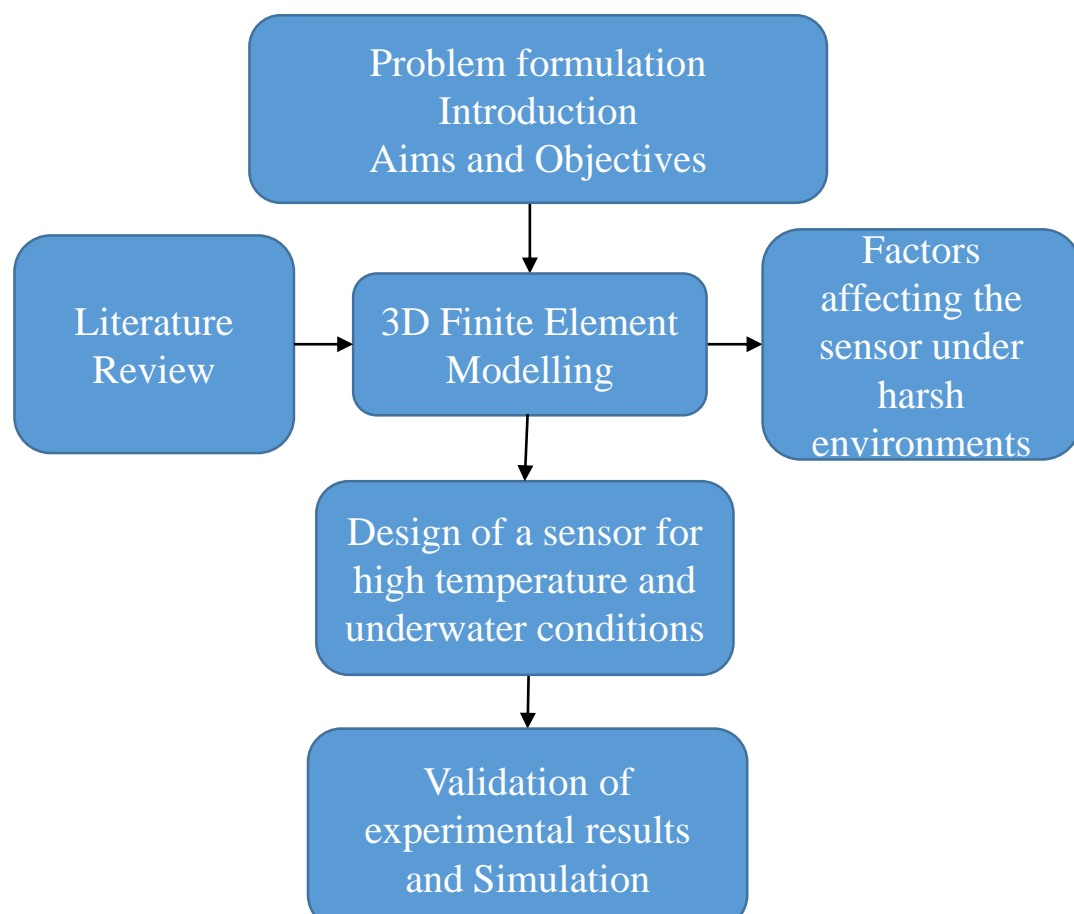 Problem formulation
Introduction
Aims and Objectives
Literature
Review
3D Finite Element
Modelling
Factors
affecting the
sensor under
harsh
environments
Design of a sensor for
high temperature and
underwater conditions
Validation of
experimental results
and Simulation